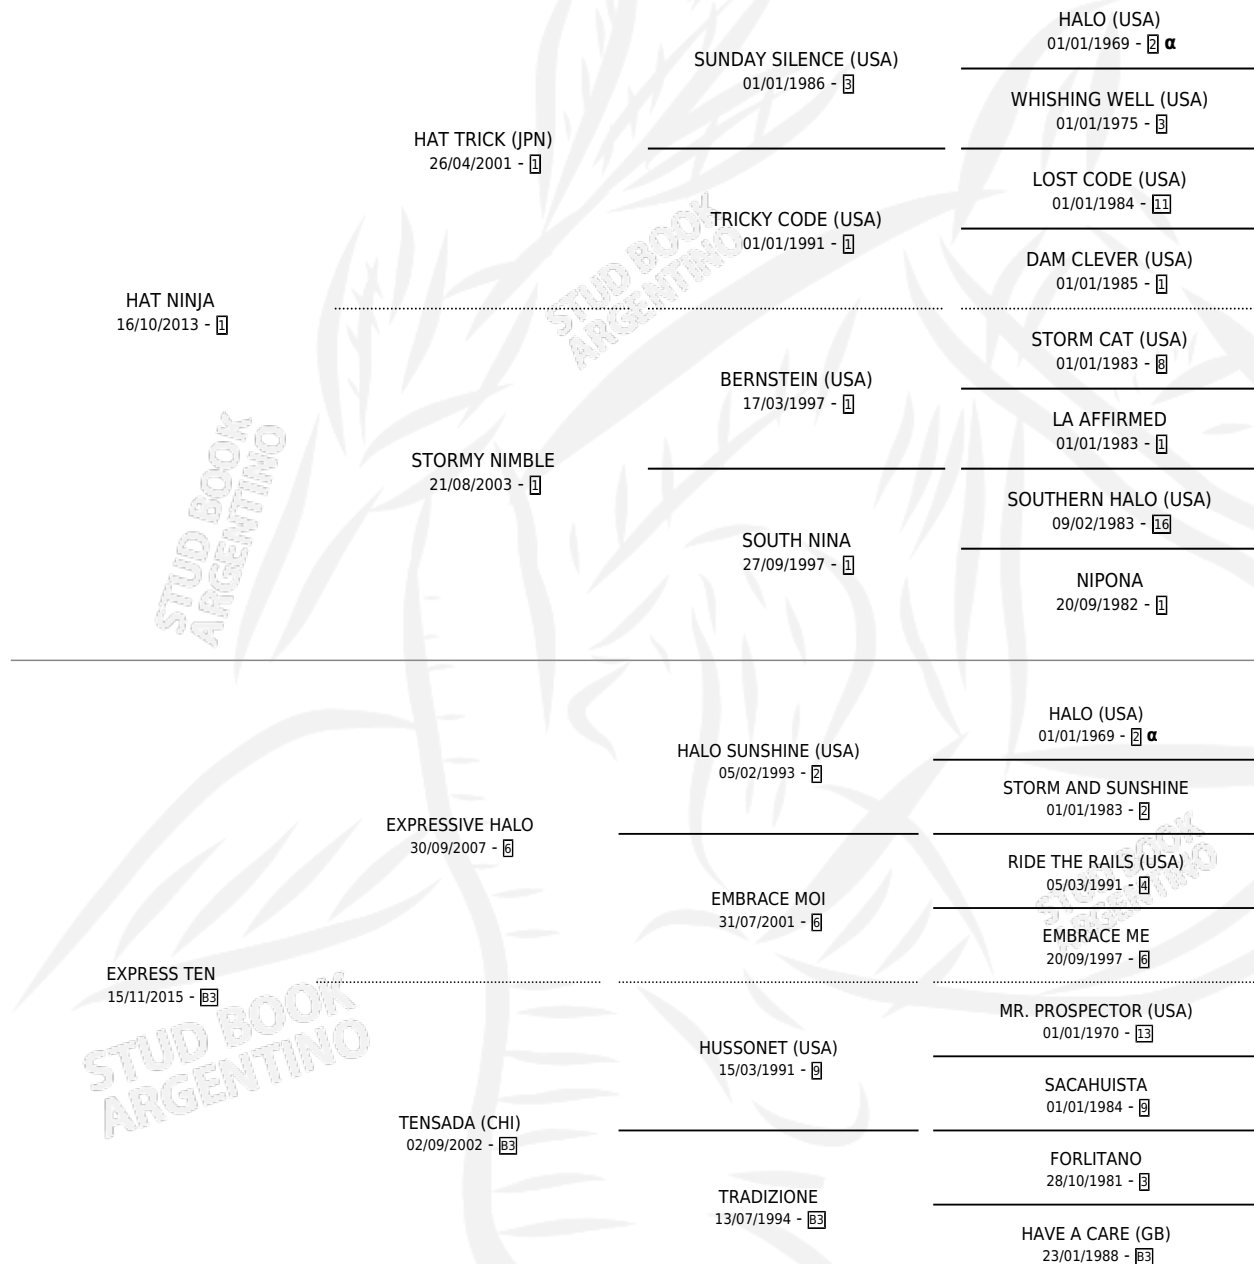 HALO (USA)
01/01/1969 - 2 α
SUNDAY SILENCE (USA)
01/01/1986 - 3
WHISHING WELL (USA)
01/01/1975 - 3
HAT TRICK (JPN)
26/04/2001 - 1
LOST CODE (USA)
01/01/1984 - 11
TRICKY CODE (USA)
01/01/1991 - 1
DAM CLEVER (USA)
01/01/1985 - 1
HAT NINJA
16/10/2013 - 1
STORM CAT (USA)
01/01/1983 - 8
BERNSTEIN (USA)
17/03/1997 - 1
LA AFFIRMED
01/01/1983 - 1
STORMY NIMBLE
21/08/2003 - 1
SOUTHERN HALO (USA)
09/02/1983 - 16
SOUTH NINA
27/09/1997 - 1
NIPONA
20/09/1982 - 1
HALO (USA)
01/01/1969 - 2 α
HALO SUNSHINE (USA)
05/02/1993 - 2
STORM AND SUNSHINE
01/01/1983 - 2
EXPRESSIVE HALO
30/09/2007 - 6
RIDE THE RAILS (USA)
05/03/1991 - 4
EMBRACE MOI
31/07/2001 - 6
EMBRACE ME
20/09/1997 - 6
EXPRESS TEN
15/11/2015 - B3
MR. PROSPECTOR (USA)
01/01/1970 - 13
HUSSONET (USA)
15/03/1991 - 9
SACAHUISTA
01/01/1984 - 9
TENSADA (CHI)
02/09/2002 - B3
FORLITANO
28/10/1981 - 3
TRADIZIONE
13/07/1994 - B3
HAVE A CARE (GB)
23/01/1988 - B3
STUD BOOK
ARGENTINO
STUD BOOK
ARGENTINO
STUD BOOK
ARGENTINO
STUD BOOK
ARGENTINO